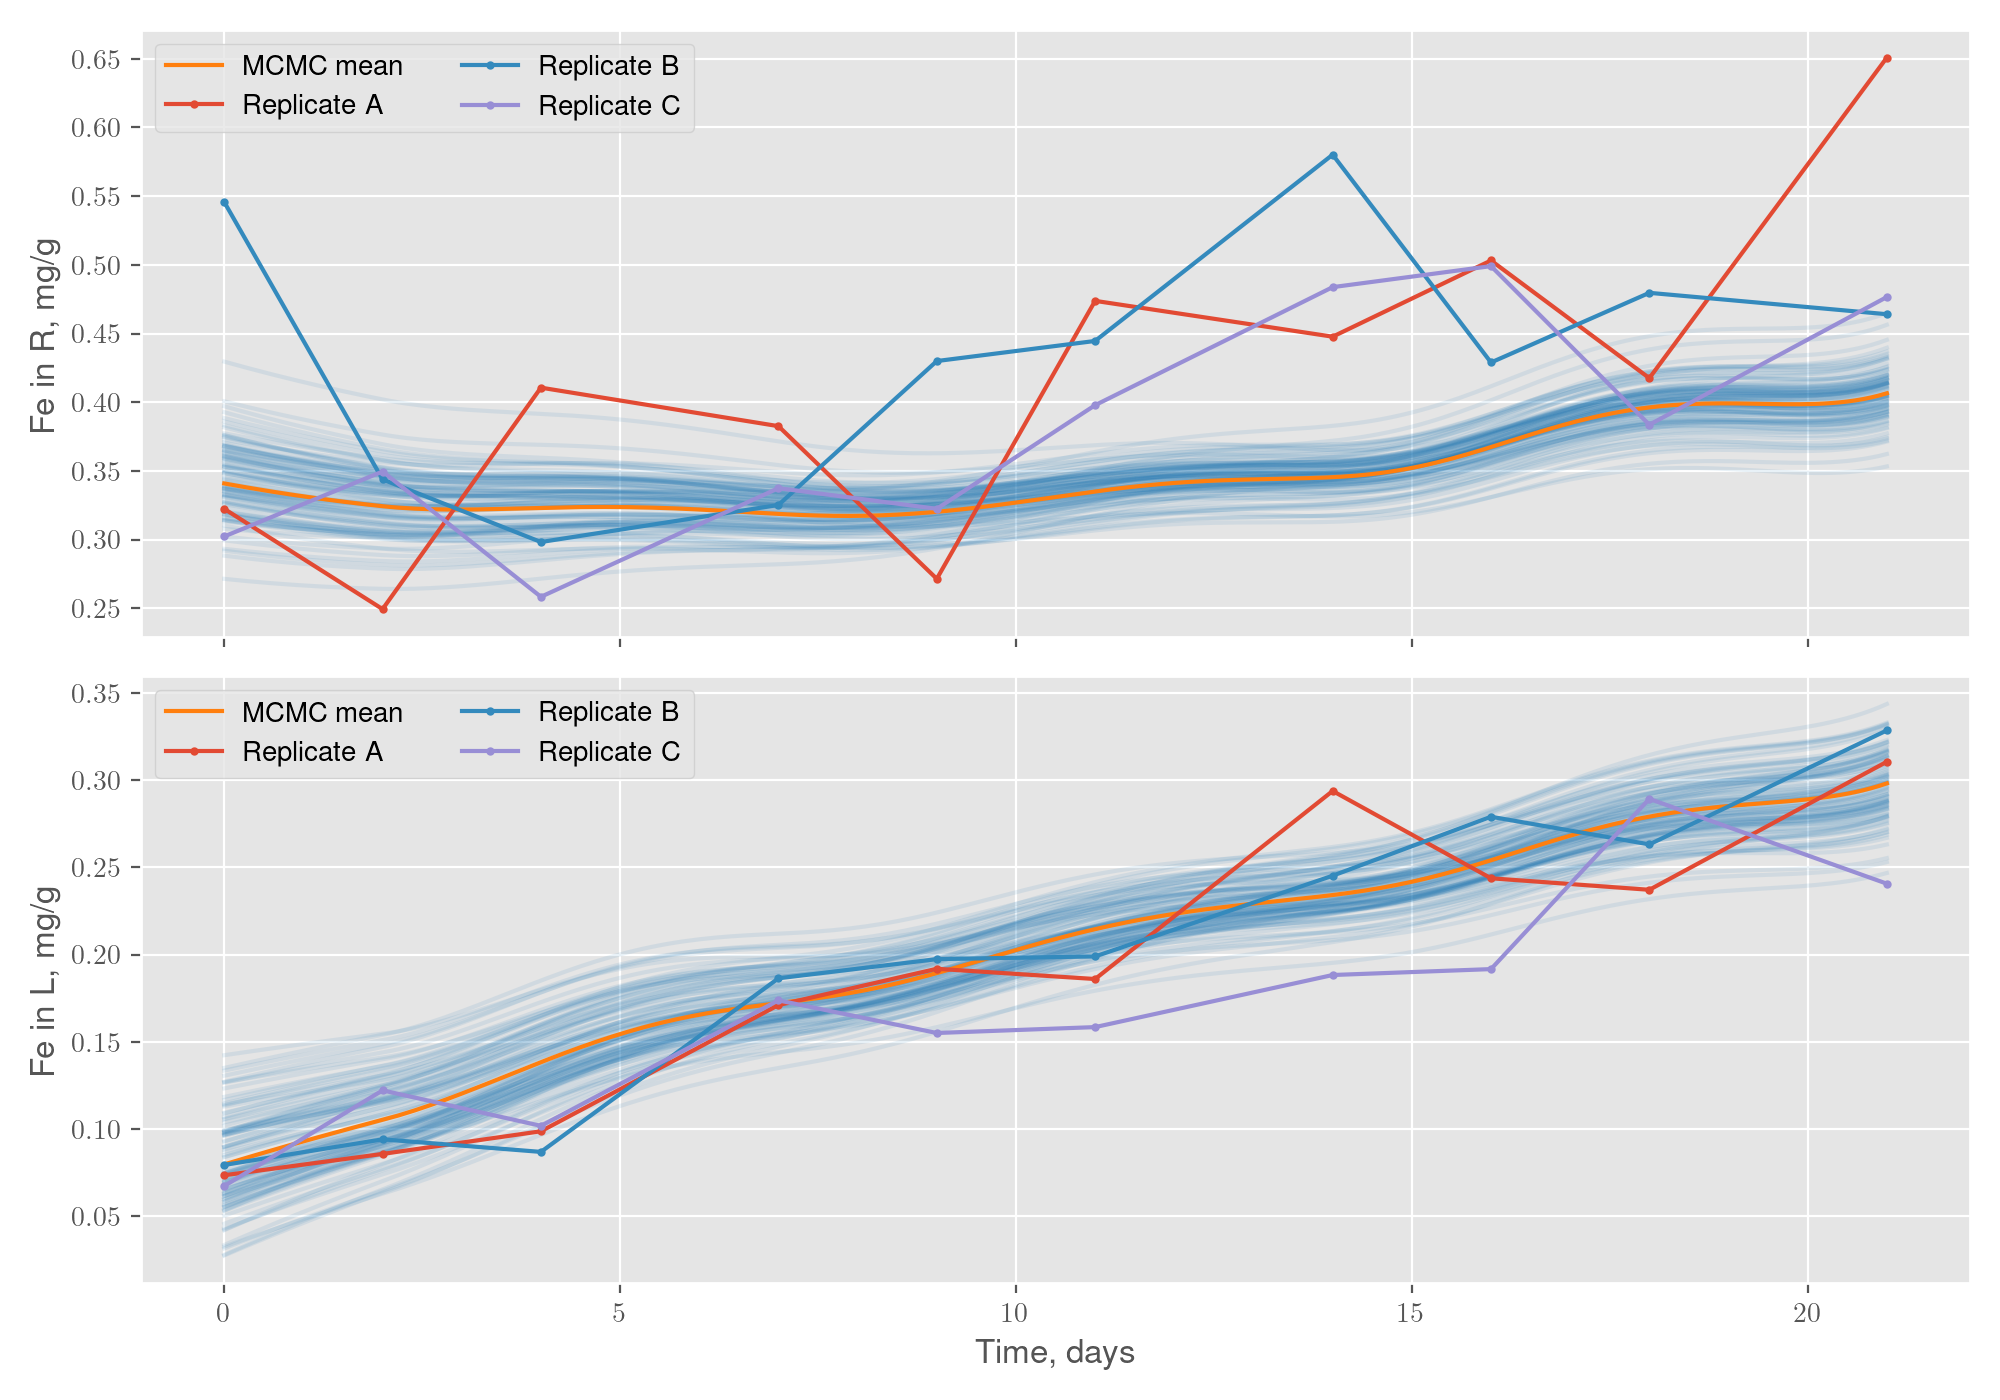 MCMC mean
Replicate A
Replicate B
Replicate C
0.65
0.60
0.55
0.50
0.45
0.40
0.35
0.30
0.25
Fe in R, mg/g
MCMC mean
Replicate A
Replicate B
Replicate C
0.35
0.30
0.25
0.20
0.15
0.10
0.05
Fe in L, mg/g
0 5 10 15 20
Time, days